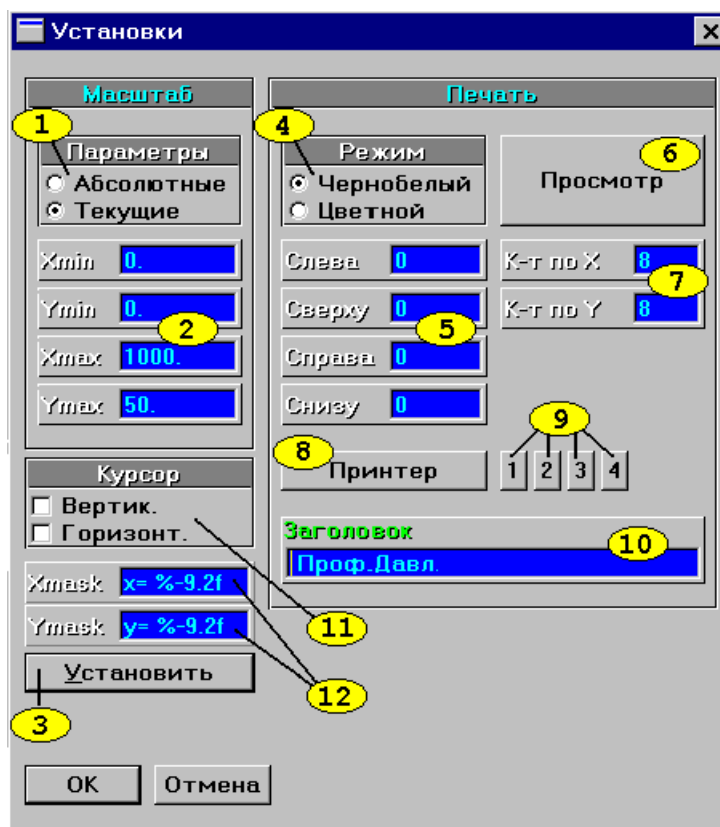 Установки
Масштаб
1
Параметры
Абсолютные
Текущие
Xmin 0.
Ymin 0.
2
Xmax 1000.
Ymax 50.
Курсор
Вертик.
Горизонт.
11
Xmask x= %-9.2f
Ymask y= %-9.2f
12
Установить
3
Печать
4
Режим
Чернобелый
Цветной
6
Просмотр
Слева 0
Сверху 0
5
Справа 0
Снизу 0
К-т по X 8
7
К-т по Y 8
8
Принтер
9
1 2 3 4
Заголовок
10
Проф.Давл.
OK Отмена